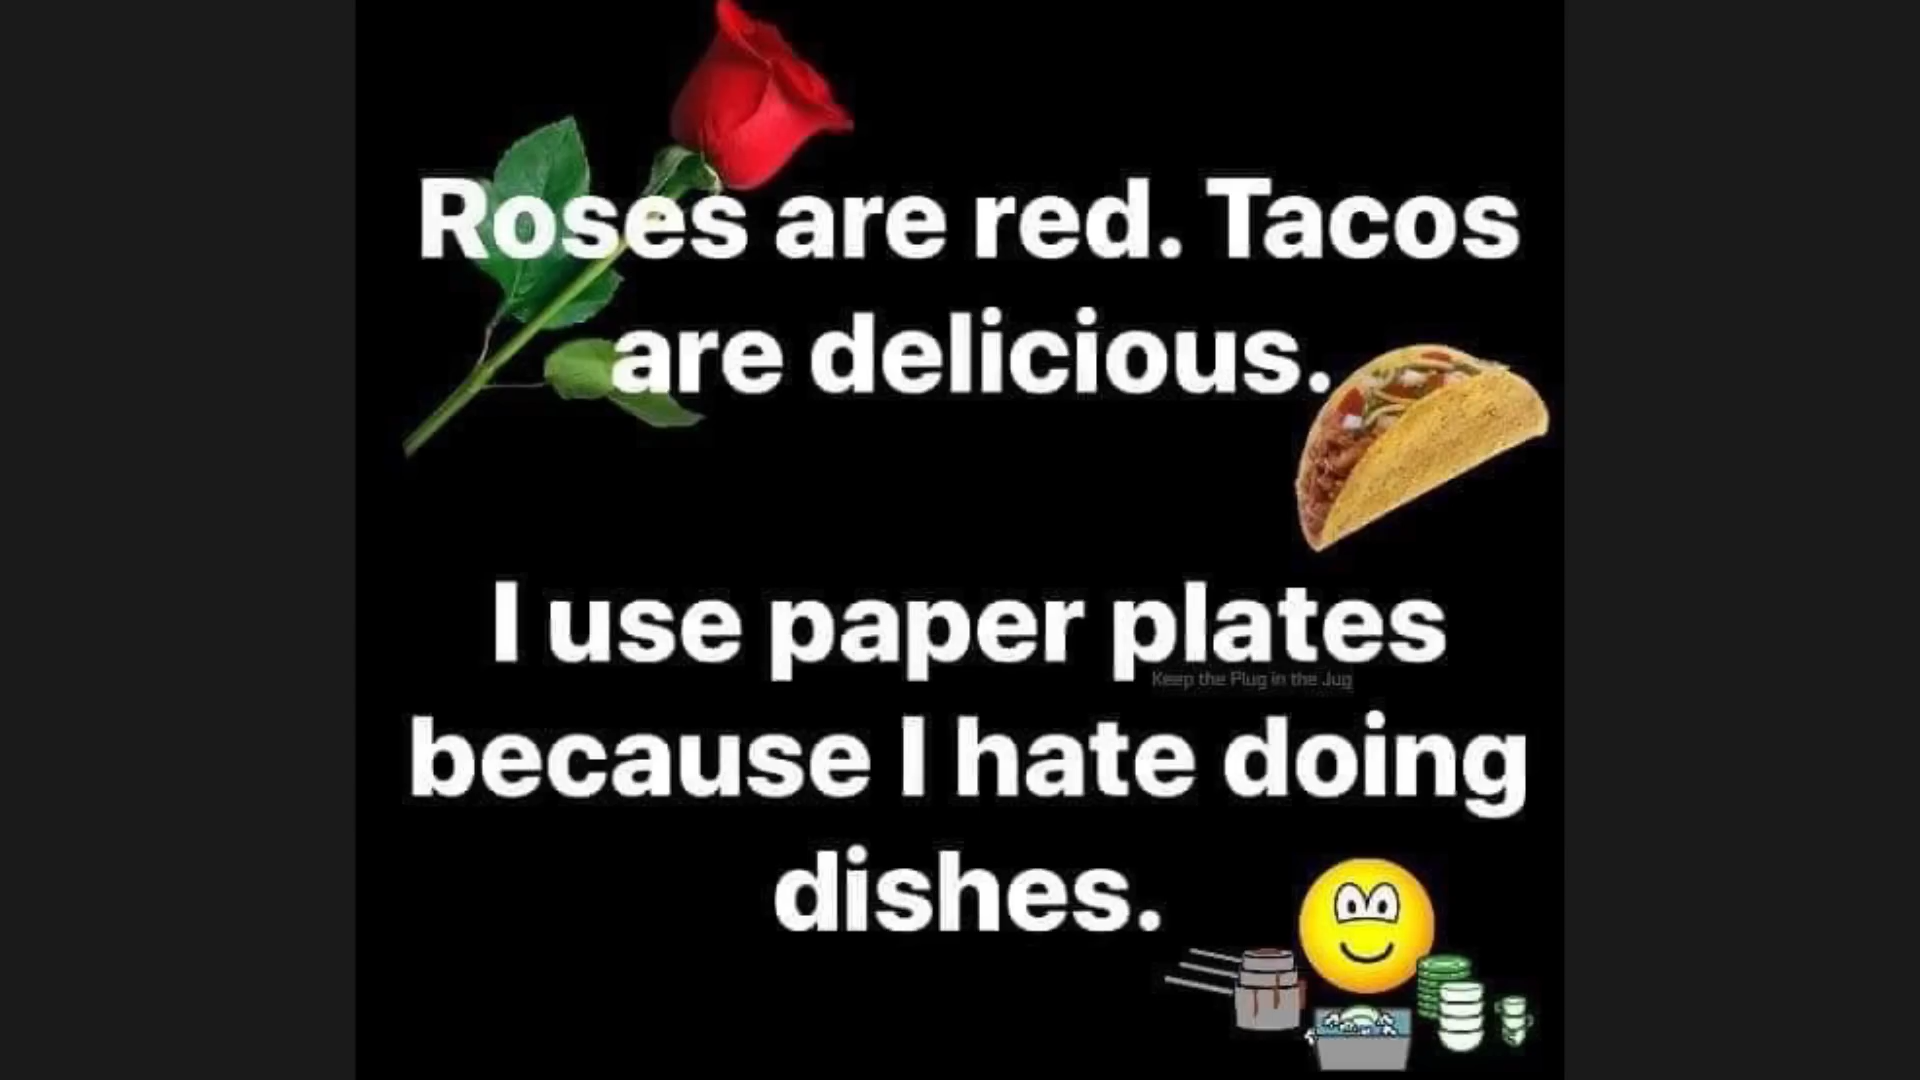 Roses are red. Tacos
are delicious.
I use paper plates
Keep the Plug in the Jug
because I hate doing
dishes.